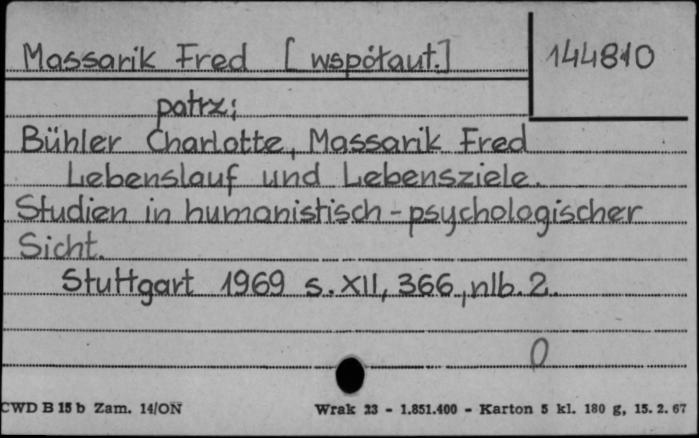 Massarik Fred [współaut.] 144810
patrz:
Bühler Charlotte, Massarik Fred
Lebenslauf und Lebensziele.
Studien in humanistisch-psychologischer
Sicht.
Stuttgart 1969 s. XII, 366, nlb. 2.
0
CWD B 15 b Zam. 14/ON Wrak 23 - 1.851.400 - Karton 5 kl. 180 g, 15. 2. 67